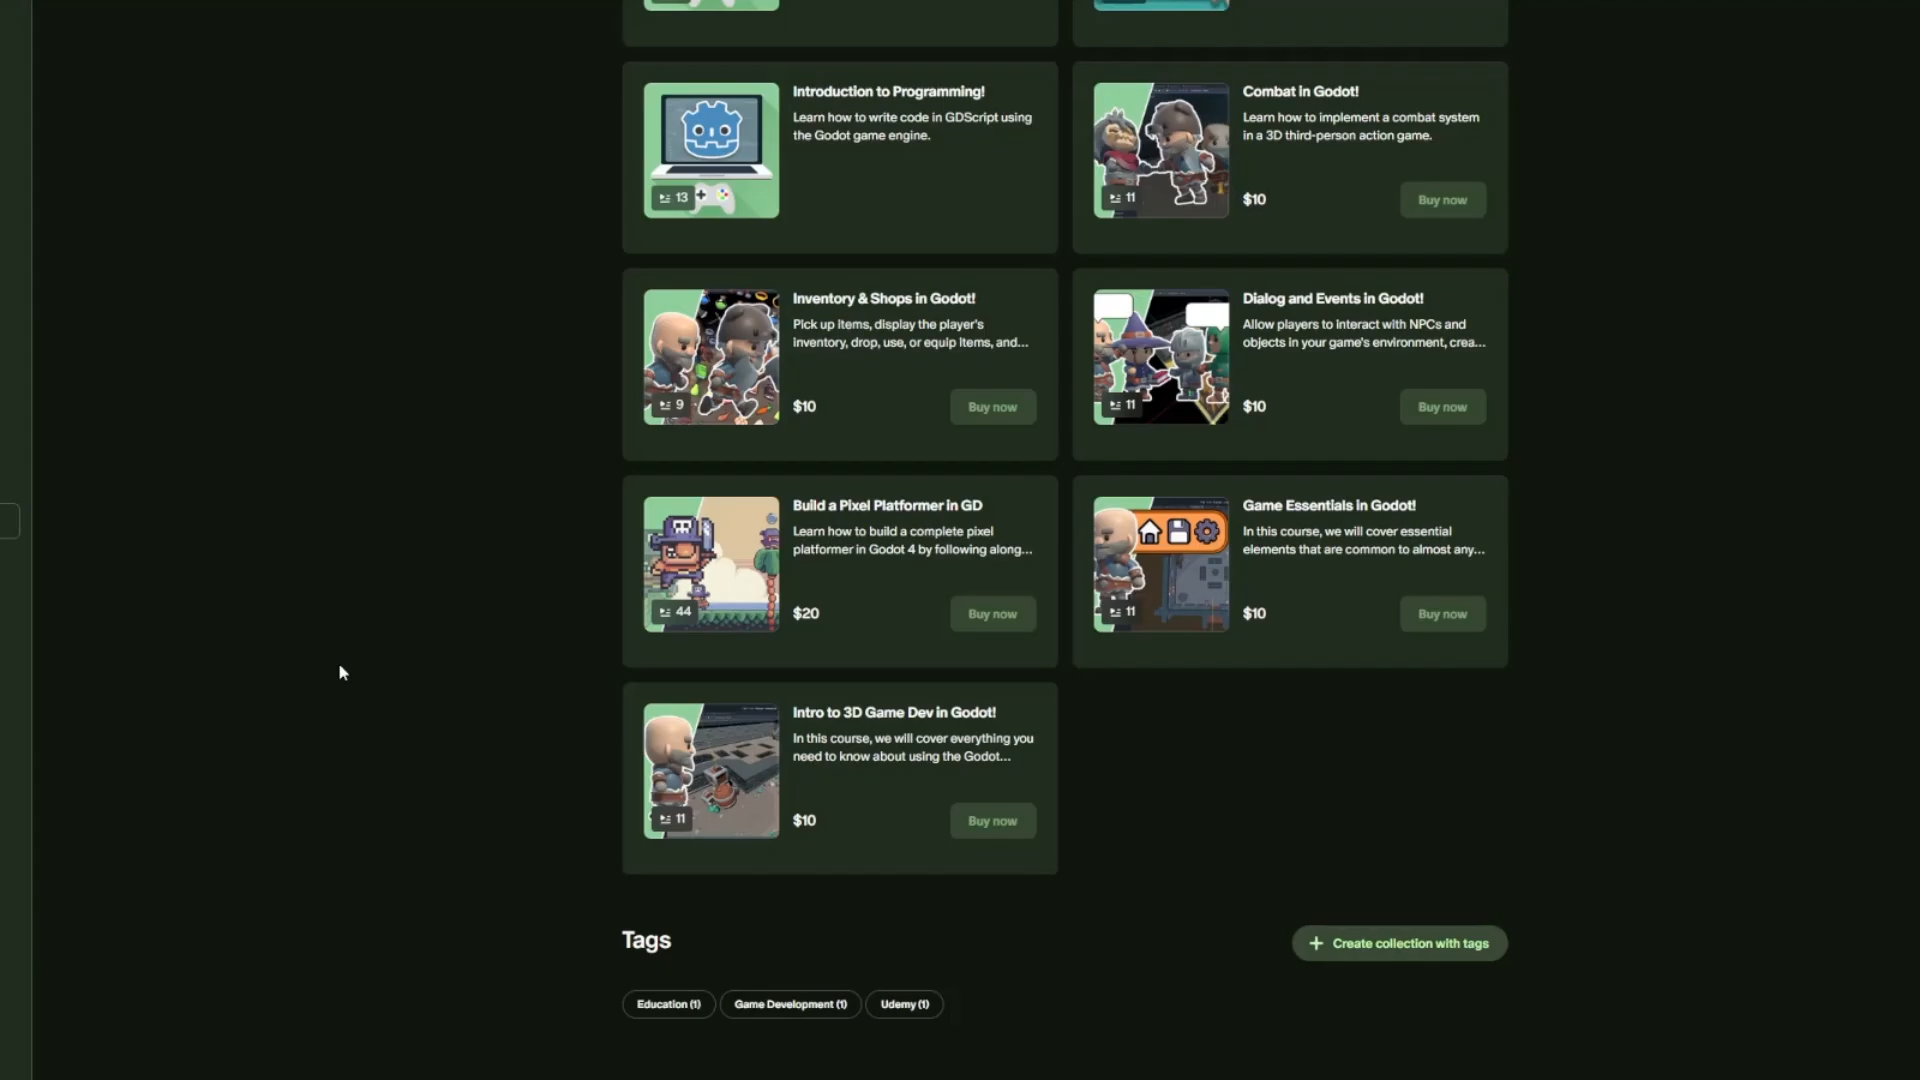 Introduction to Programming!
Learn how to write code in GDScript using
the Godot game engine.
13
Combat in Godot!
Learn how to implement a combat system
in a 3D third-person action game.
11
$10
Buy now
Inventory & Shops in Godot!
Pick up items, display the player's
inventory, drop, use, or equip items, and...
9
$10
Buy now
Dialog and Events in Godot!
Allow players to interact with NPCs and
objects in your game's environment, crea...
11
$10
Buy now
Build a Pixel Platformer in GD
Learn how to build a complete pixel
platformer in Godot 4 by following along...
44
$20
Buy now
Game Essentials in Godot!
In this course, we will cover essential
elements that are common to almost any...
11
$10
Buy now
Intro to 3D Game Dev in Godot!
In this course, we will cover everything you
need to know about using the Godot...
11
$10
Buy now
Tags
Create collection with tags
Education (1)
Game Development (1)
Udemy (1)